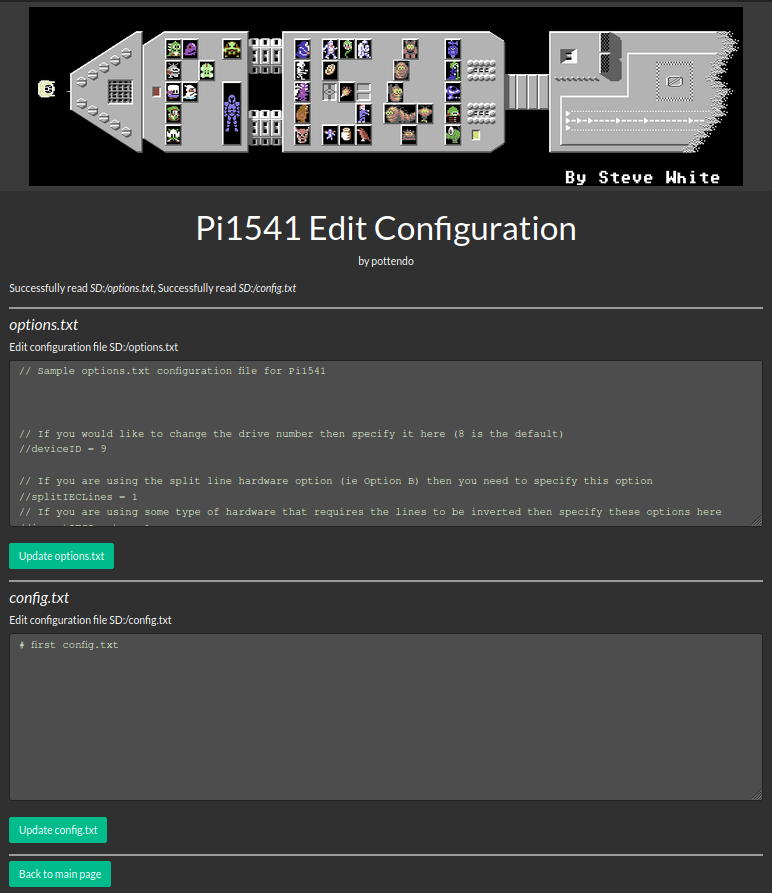 By Steve White
Pi1541 Edit Configuration
by pottendo
Successfully read SD:/options.txt, Successfully read SD:/config.txt
options.txt
Edit configuration file SD:/options.txt
// Sample options.txt configuration file for Pi1541
// If you would like to change the drive number then specify it here (8 is the default)
//deviceID = 9
// If you are using the split line hardware option (ie Option B) then you need to specify this option
//splitIECLines = 1
// If you are using some type of hardware that requires the lines to be inverted then specify these options here
Update options.txt
config.txt
Edit configuration file SD:/config.txt
# first config.txt
Update config.txt
Back to main page